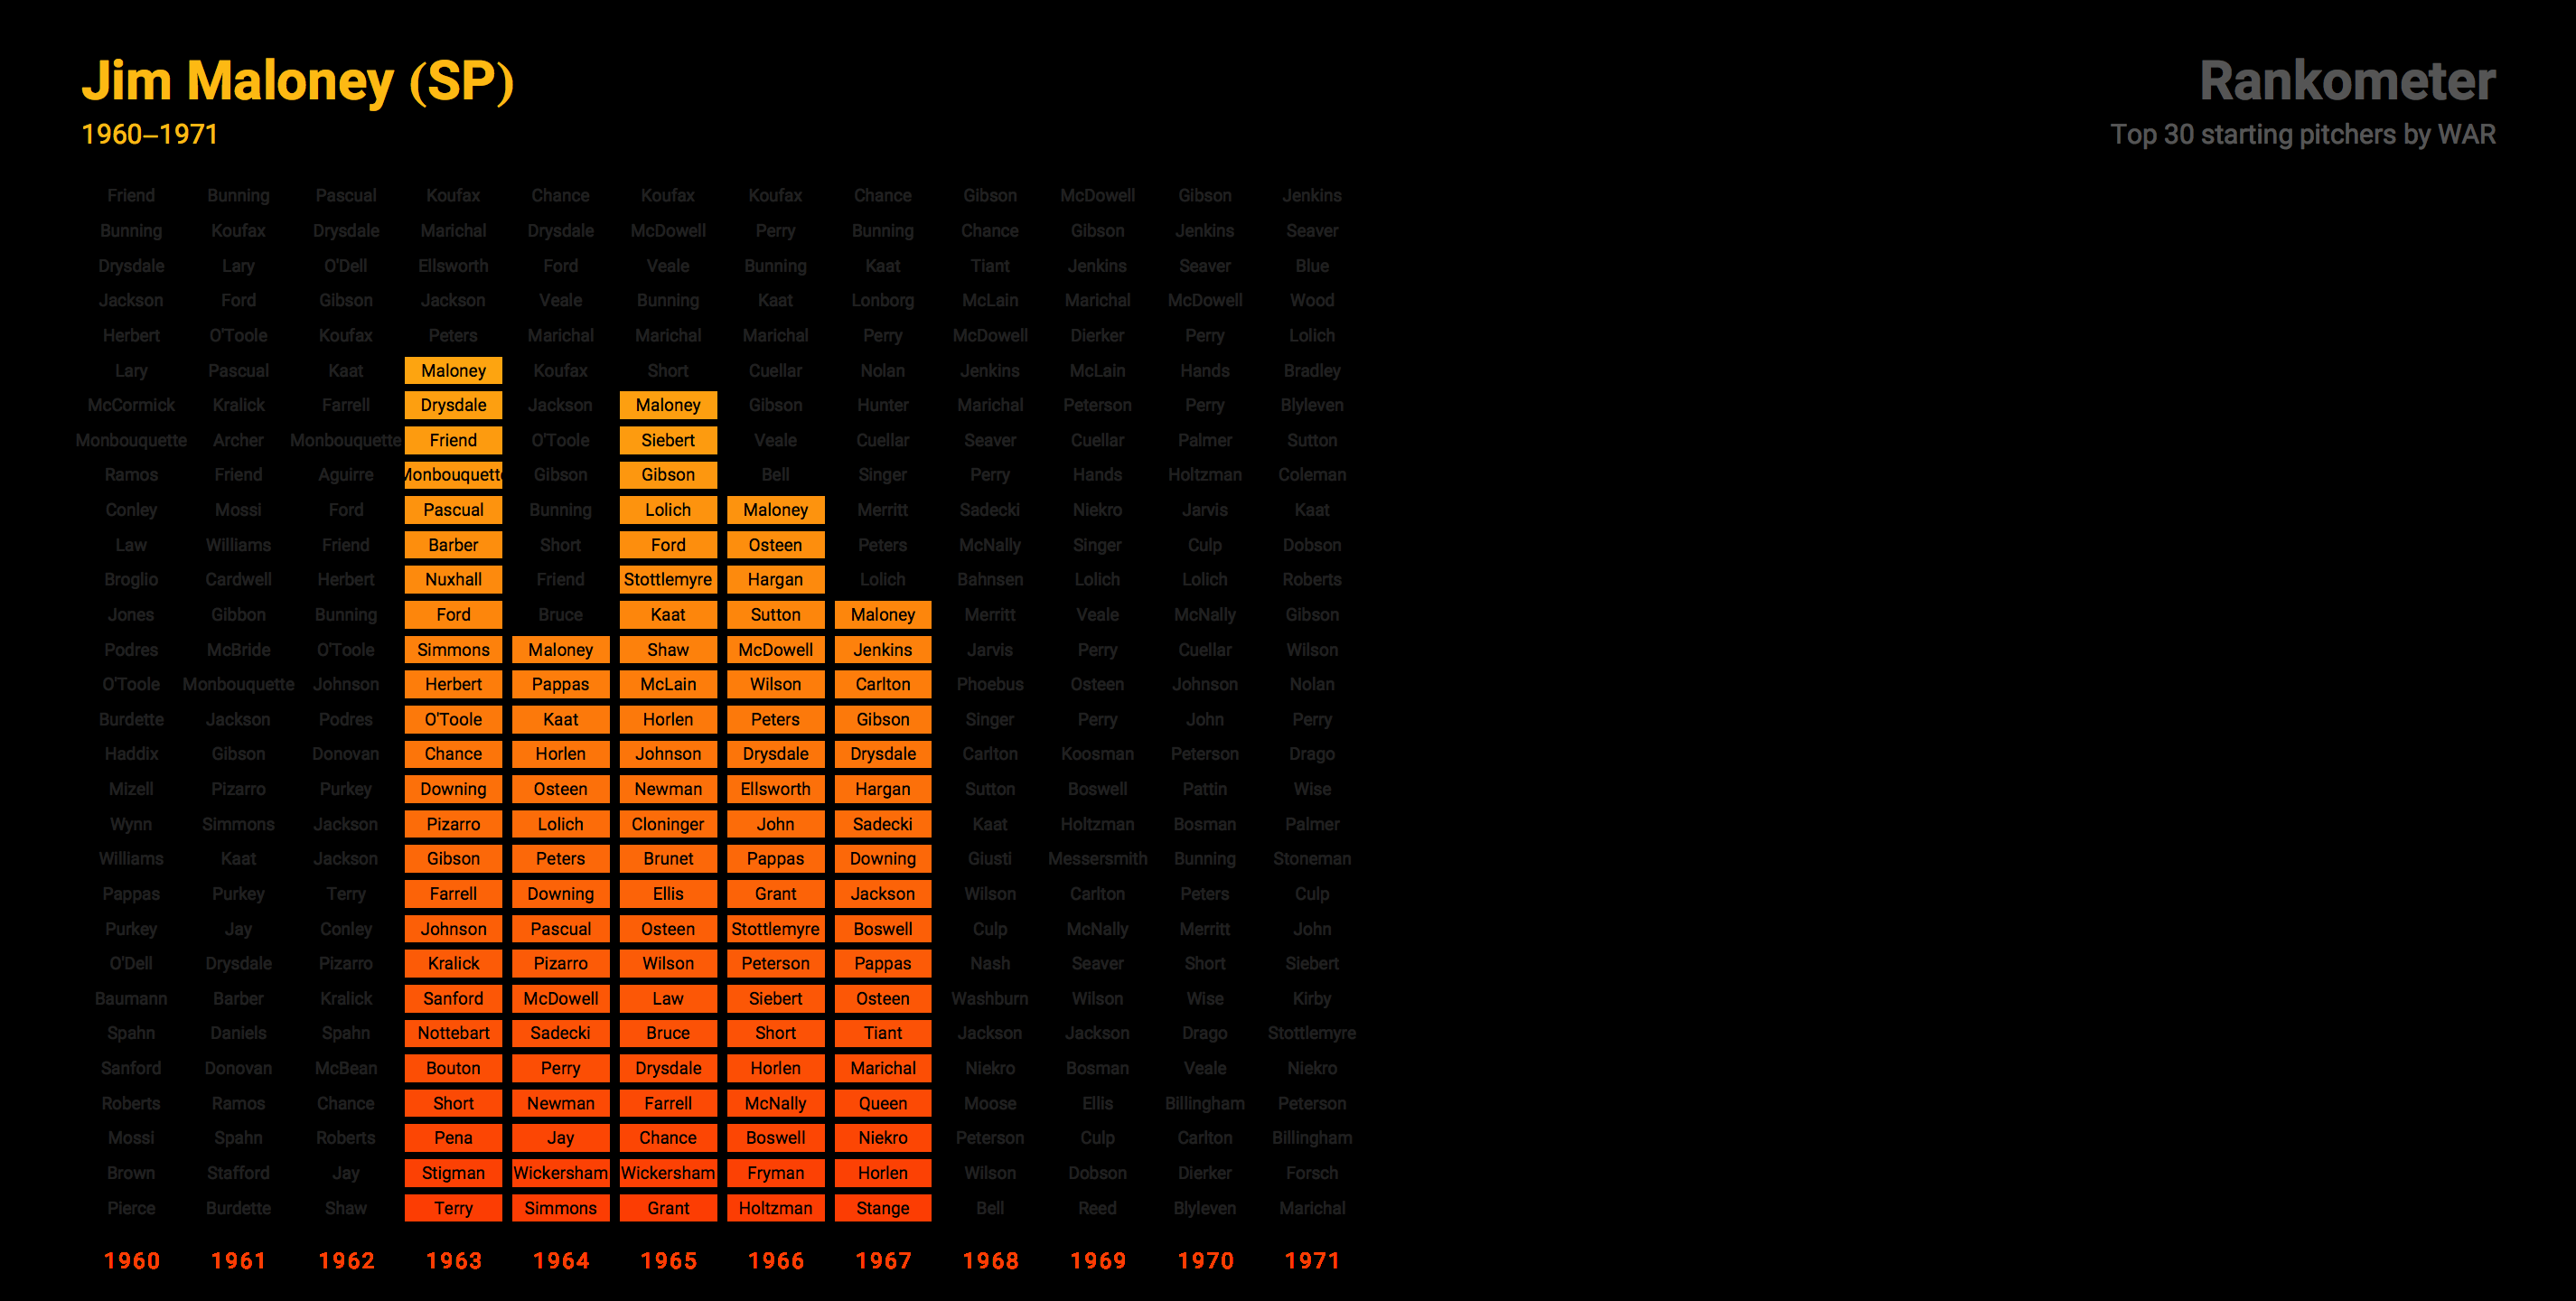 Jim Maloney (SP)
1960–1971
Rankometer
Top 30 starting pitchers by WAR
Friend Bunning Pascual Koufax Chance Koufax Koufax Chance Gibson McDowell Gibson Jenkins
Bunning Koufax Drysdale Marichal Drysdale McDowell Perry Bunning Chance Gibson Jenkins Seaver
Drysdale Lary O'Dell Ellsworth Ford Veale Bunning Kaat Tiant Jenkins Seaver Blue
Jackson Ford Gibson Jackson Veale Bunning Kaat Lonborg McLain Marichal McDowell Wood
Herbert O'Toole Koufax Peters Marichal Marichal Marichal Perry McDowell Dierker Perry Lolich
Lary Pascual Kaat Maloney Koufax Short Cuellar Nolan Jenkins McLain Hands Bradley
McCormick Kralick Farrell Drysdale Jackson Maloney Gibson Hunter Marichal Peterson Perry Blyleven
Monbouquette Archer Monbouquette Friend O'Toole Siebert Veale Cuellar Seaver Cuellar Palmer Sutton
Ramos Friend Aguirre Monbouquette Gibson Gibson Bell Singer Perry Hands Holtzman Coleman
Conley Mossi Ford Pascual Bunning Lolich Maloney Merritt Sadecki Niekro Jarvis Kaat
Law Williams Friend Barber Short Ford Osteen Peters McNally Singer Culp Dobson
Broglio Cardwell Herbert Nuxhall Friend Stottlemyre Hargan Lolich Bahnsen Lolich Lolich Roberts
Jones Gibbon Bunning Ford Bruce Kaat Sutton Maloney Merritt Veale McNally Gibson
Podres McBride O'Toole Simmons Maloney Shaw McDowell Jenkins Jarvis Perry Cuellar Wilson
O'Toole Monbouquette Johnson Herbert Pappas McLain Wilson Carlton Phoebus Osteen Johnson Nolan
Burdette Jackson Podres O'Toole Kaat Horlen Peters Gibson Singer Perry John Perry
Haddix Gibson Donovan Chance Horlen Johnson Drysdale Drysdale Carlton Koosman Peterson Drago
Mizell Pizarro Purkey Downing Osteen Newman Ellsworth Hargan Sutton Boswell Pattin Wise
Wynn Simmons Jackson Pizarro Lolich Cloninger John Sadecki Kaat Holtzman Bosman Palmer
Williams Kaat Jackson Gibson Peters Brunet Pappas Downing Giusti Messersmith Bunning Stoneman
Pappas Purkey Terry Farrell Downing Ellis Grant Jackson Wilson Carlton Peters Culp
Purkey Jay Conley Johnson Pascual Osteen Stottlemyre Boswell Culp McNally Merritt John
O'Dell Drysdale Pizarro Kralick Pizarro Wilson Peterson Pappas Nash Seaver Short Siebert
Baumann Barber Kralick Sanford McDowell Law Siebert Osteen Washburn Wilson Wise Kirby
Spahn Daniels Spahn Nottebart Sadecki Bruce Short Tiant Jackson Jackson Drago Stottlemyre
Sanford Donovan McBean Bouton Perry Drysdale Horlen Marichal Niekro Bosman Veale Niekro
Roberts Ramos Chance Short Newman Farrell McNally Queen Moose Ellis Billingham Peterson
Mossi Spahn Roberts Pena Jay Chance Boswell Niekro Peterson Culp Carlton Billingham
Brown Stafford Jay Stigman Wickersham Wickersham Fryman Horlen Wilson Dobson Dierker Forsch
Pierce Burdette Shaw Terry Simmons Grant Holtzman Stange Bell Reed Blyleven Marichal
1960 1961 1962 1963 1964 1965 1966 1967 1968 1969 1970 1971